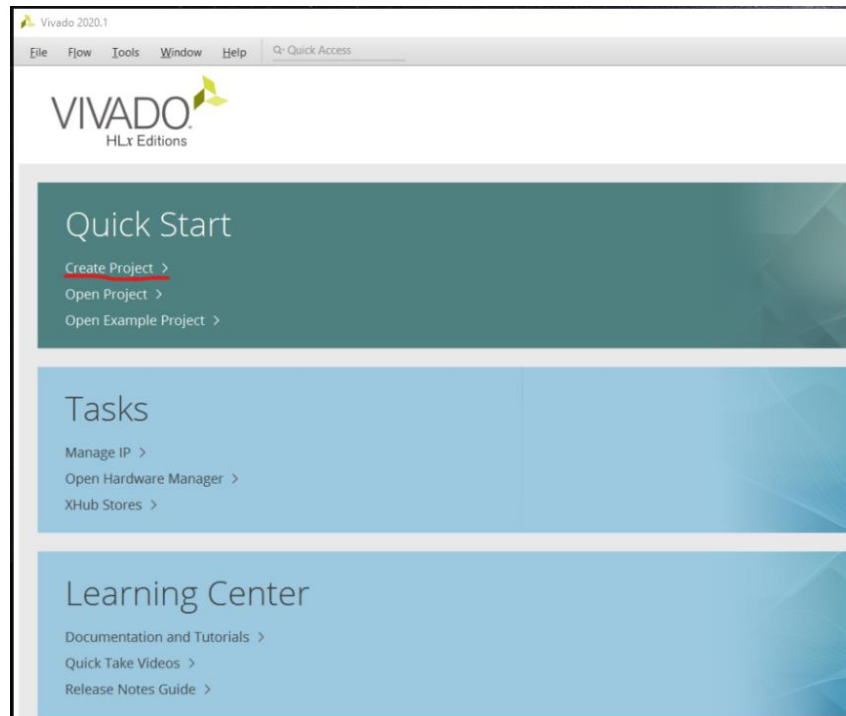 Vivado 2020.1
File Flow Tools Window Help Q- Quick Access
VIVADO.
HLx Editions
Quick Start
Create Project >
Open Project >
Open Example Project >
Tasks
Manage IP >
Open Hardware Manager >
XHub Stores >
Learning Center
Documentation and Tutorials >
Quick Take Videos >
Release Notes Guide >